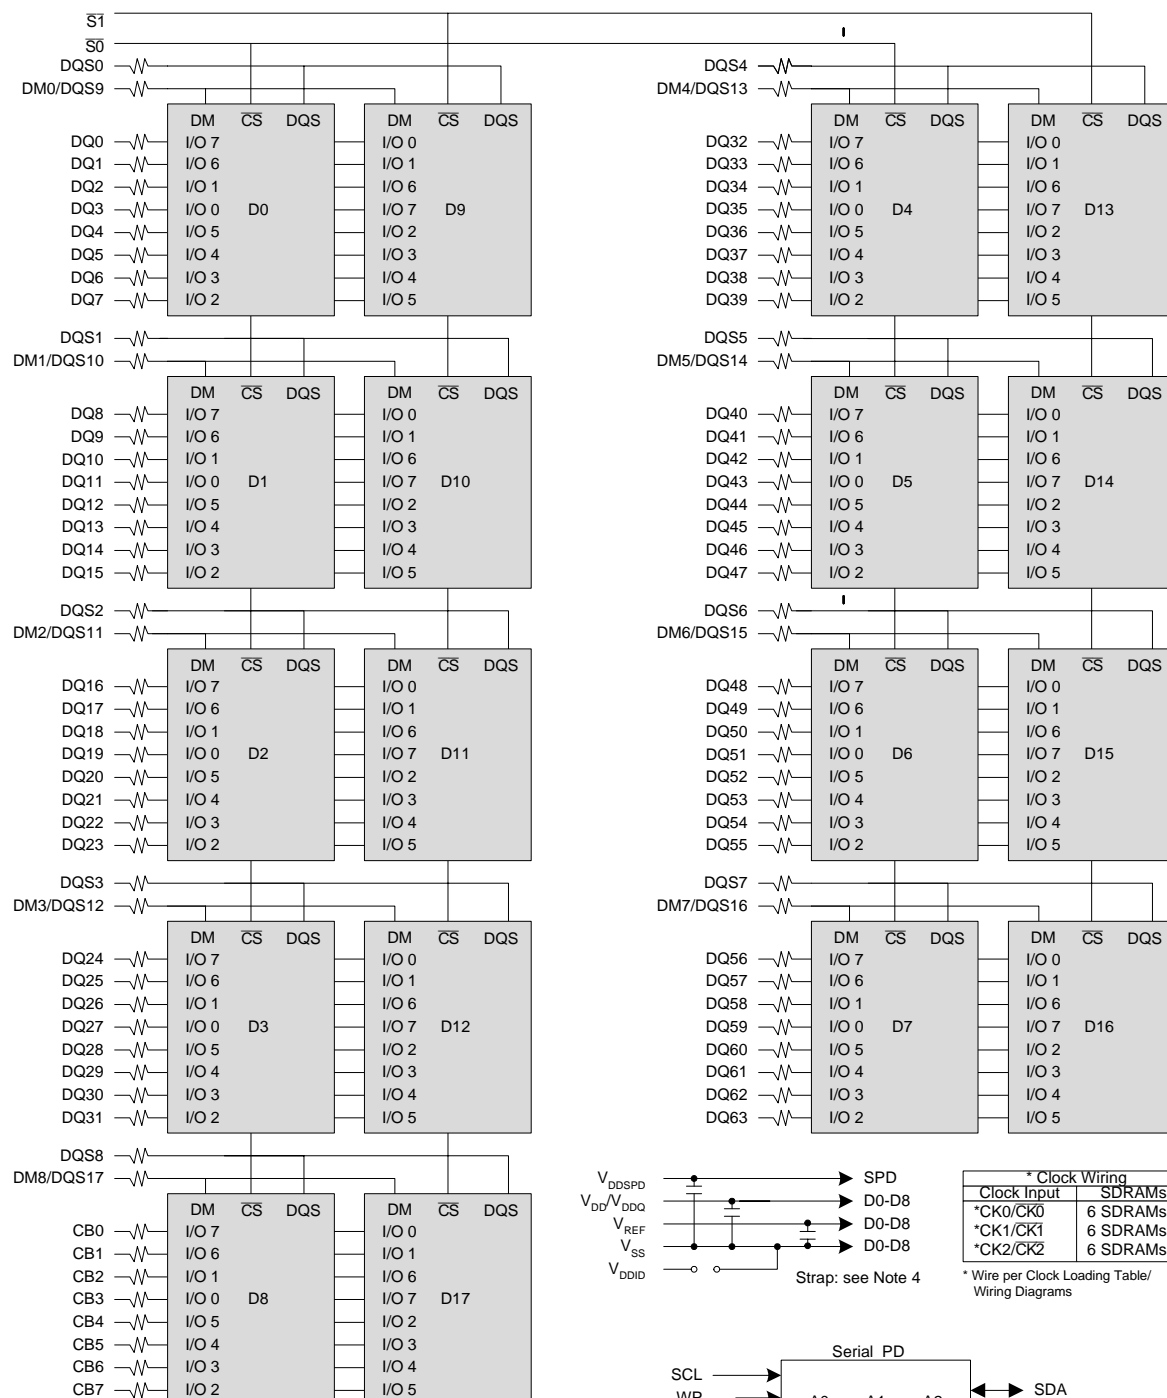 S1
S0
DQS0
DM0/DQS9
DM CS DQS DM CS DQS
DQ0 I/O 7 I/O 0
DQ1 I/O 6 I/O 1
DQ2 I/O 1 I/O 6
DQ3 I/O 0 D0 I/O 7 D9
DQ4 I/O 5 I/O 2
DQ5 I/O 4 I/O 3
DQ6 I/O 3 I/O 4
DQ7 I/O 2 I/O 5
DQS1
DM1/DQS10
DM CS DQS DM CS DQS
DQ8 I/O 7 I/O 0
DQ9 I/O 6 I/O 1
DQ10 I/O 1 I/O 6
DQ11 I/O 0 D1 I/O 7 D10
DQ12 I/O 5 I/O 2
DQ13 I/O 4 I/O 3
DQ14 I/O 3 I/O 4
DQ15 I/O 2 I/O 5
DQS2
DM2/DQS11
DM CS DQS DM CS DQS
DQ16 I/O 7 I/O 0
DQ17 I/O 6 I/O 1
DQ18 I/O 1 I/O 6
DQ19 I/O 0 D2 I/O 7 D11
DQ20 I/O 5 I/O 2
DQ21 I/O 4 I/O 3
DQ22 I/O 3 I/O 4
DQ23 I/O 2 I/O 5
DQS3
DM3/DQS12
DM CS DQS DM CS DQS
DQ24 I/O 7 I/O 0
DQ25 I/O 6 I/O 1
DQ26 I/O 1 I/O 6
DQ27 I/O 0 D3 I/O 7 D12
DQ28 I/O 5 I/O 2
DQ29 I/O 4 I/O 3
DQ30 I/O 3 I/O 4
DQ31 I/O 2 I/O 5
DQS8
DM8/DQS17
DM CS DQS DM CS DQS
CB0 I/O 7 I/O 0
CB1 I/O 6 I/O 1
CB2 I/O 1 I/O 6
CB3 I/O 0 D8 I/O 7 D17
CB4 I/O 5 I/O 2
CB5 I/O 4 I/O 3
CB6 I/O 3 I/O 4
CB7 I/O 2 I/O 5
DQS4
DM4/DQS13
DM CS DQS DM CS DQS
DQ32 I/O 7 I/O 0
DQ33 I/O 6 I/O 1
DQ34 I/O 1 I/O 6
DQ35 I/O 0 D4 I/O 7 D13
DQ36 I/O 5 I/O 2
DQ37 I/O 4 I/O 3
DQ38 I/O 3 I/O 4
DQ39 I/O 2 I/O 5
DQS5
DM5/DQS14
DM CS DQS DM CS DQS
DQ40 I/O 7 I/O 0
DQ41 I/O 6 I/O 1
DQ42 I/O 1 I/O 6
DQ43 I/O 0 D5 I/O 7 D14
DQ44 I/O 5 I/O 2
DQ45 I/O 4 I/O 3
DQ46 I/O 3 I/O 4
DQ47 I/O 2 I/O 5
DQS6
DM6/DQS15
DM CS DQS DM CS DQS
DQ48 I/O 7 I/O 0
DQ49 I/O 6 I/O 1
DQ50 I/O 1 I/O 6
DQ51 I/O 0 D6 I/O 7 D15
DQ52 I/O 5 I/O 2
DQ53 I/O 4 I/O 3
DQ54 I/O 3 I/O 4
DQ55 I/O 2 I/O 5
DQS7
DM7/DQS16
DM CS DQS DM CS DQS
DQ56 I/O 7 I/O 0
DQ57 I/O 6 I/O 1
DQ58 I/O 1 I/O 6
DQ59 I/O 0 D7 I/O 7 D16
DQ60 I/O 5 I/O 2
DQ61 I/O 4 I/O 3
DQ62 I/O 3 I/O 4
DQ63 I/O 2 I/O 5
VDDSPD SPD
VDD/VDDQ D0-D8
VREF D0-D8
VSS D0-D8
VDDID
Strap: see Note 4
* Clock Wiring
Clock Input SDRAMs
*CK0/CK0 6 SDRAMs
*CK1/CK1 6 SDRAMs
*CK2/CK2 6 SDRAMs
* Wire per Clock Loading Table/
Wiring Diagrams
Serial PD
SCL
SDA